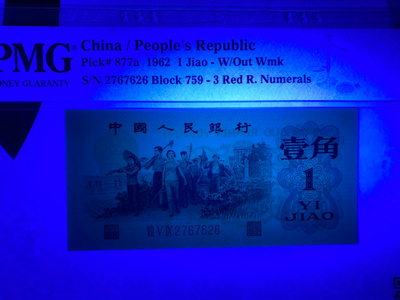 PMG
MONEY GUARANTY
China / People's Republic
Pick# 877a 1962 1 Jiao - W/Out Wmk
S/N 2767626 Block 759 - 3 Red R. Numerals
中國人民銀行
壹角
1
YI
JIAO
2767626